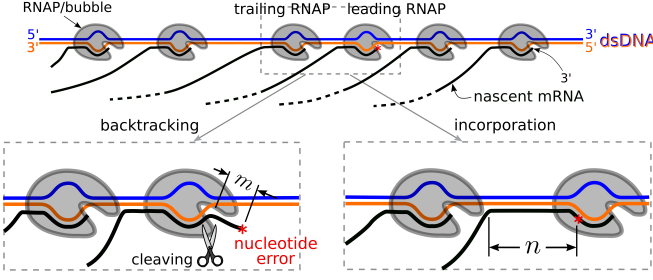 RNAP/bubble
trailing RNAP
leading RNAP
5'
3'
3'
5'
dsDNA
3'
nascent mRNA
backtracking
incorporation
m
n
cleaving
nucleotide
error